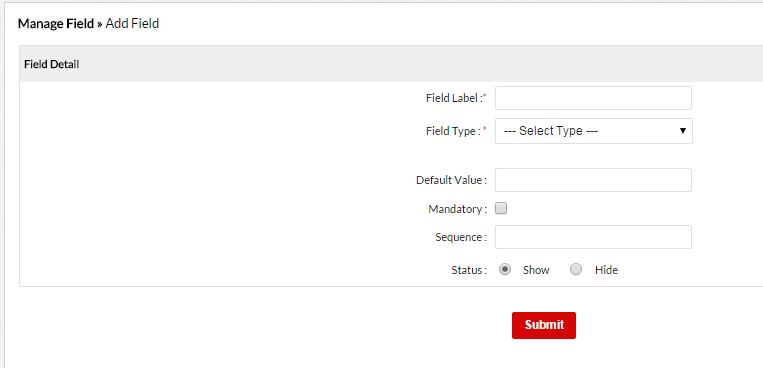 Manage Field » Add Field
Field Detail
Field Label :*
Field Type : *
--- Select Type ---
Default Value :
Mandatory :
Sequence :
Status : Show Hide
Submit